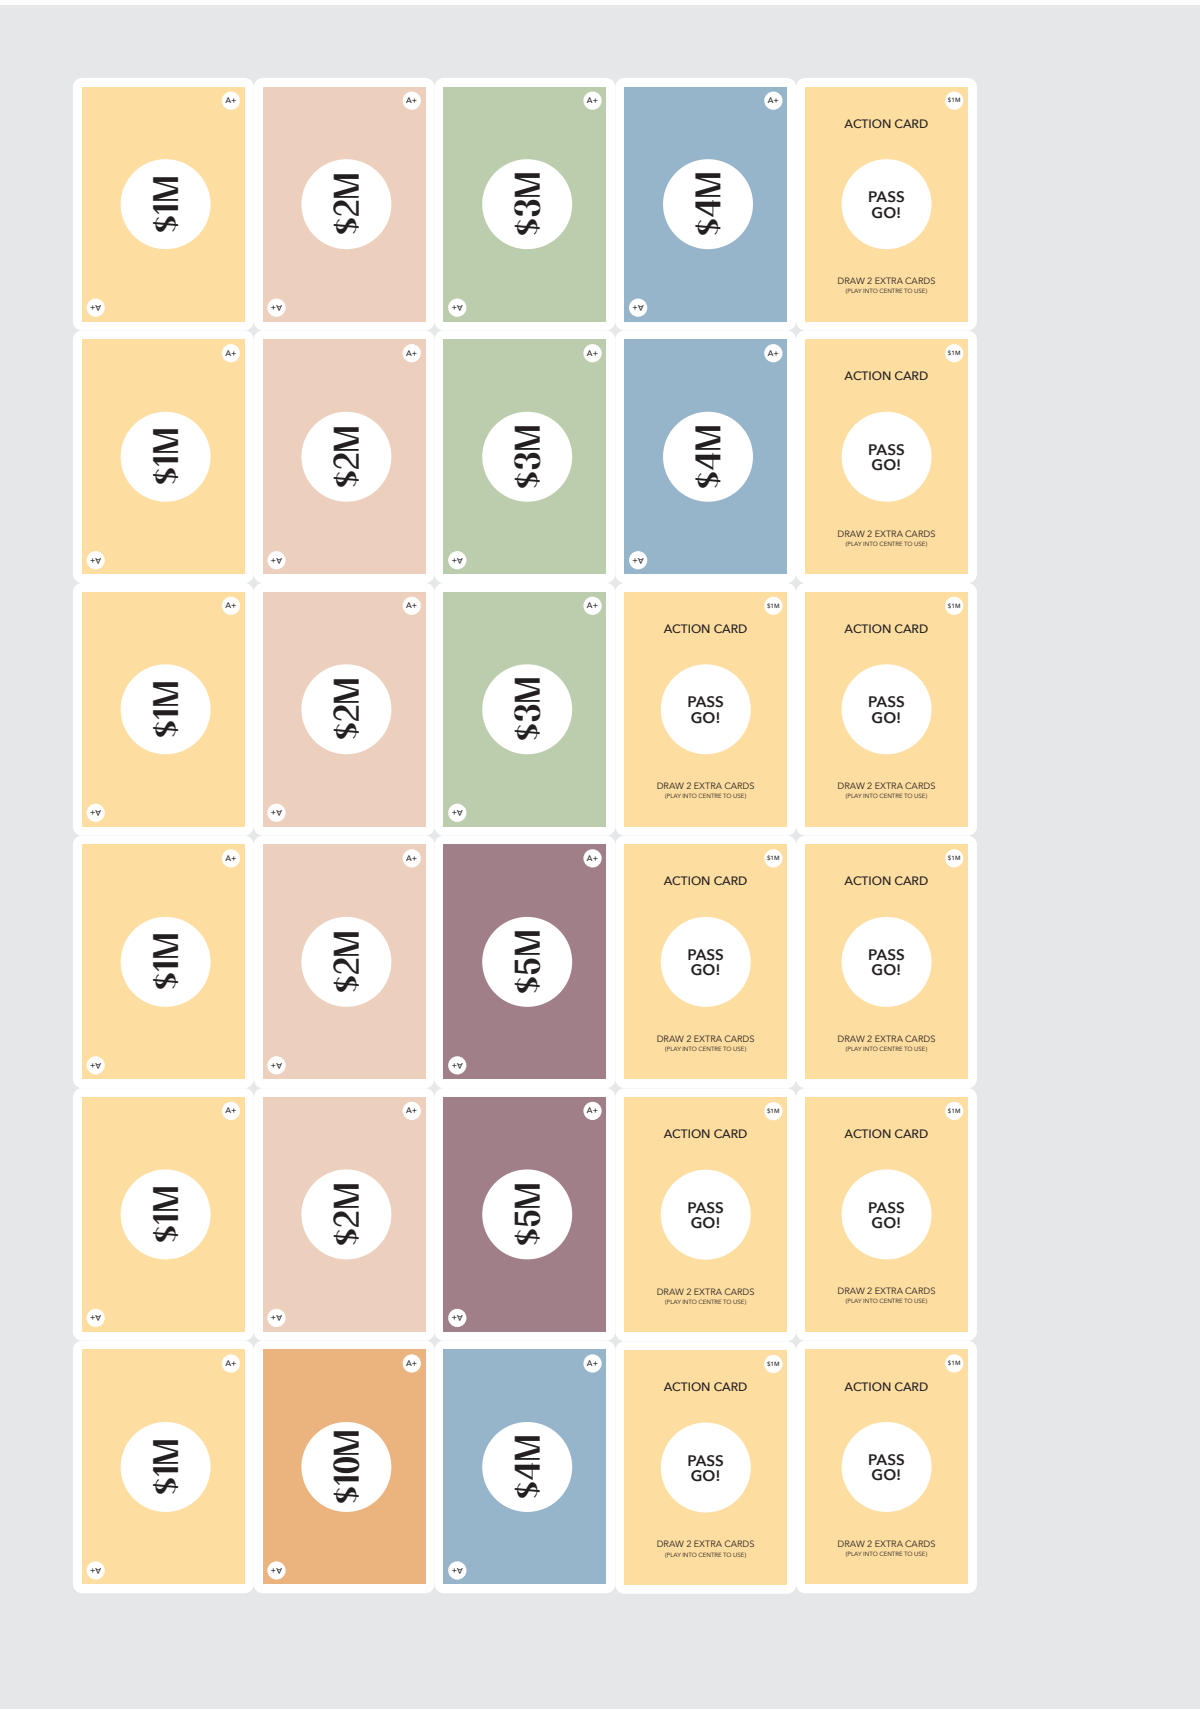 A+
$1M
A+
A+
$2M
A+
A+
$3M
A+
A+
$4M
A+
$1M
ACTION CARD
PASS
GO!
DRAW 2 EXTRA CARDS
(PLAY INTO CENTRE TO USE)
A+
$1M
A+
A+
$2M
A+
A+
$3M
A+
A+
$4M
A+
$1M
ACTION CARD
PASS
GO!
DRAW 2 EXTRA CARDS
(PLAY INTO CENTRE TO USE)
A+
$1M
A+
A+
$2M
A+
A+
$3M
A+
$1M
ACTION CARD
PASS
GO!
DRAW 2 EXTRA CARDS
(PLAY INTO CENTRE TO USE)
$1M
ACTION CARD
PASS
GO!
DRAW 2 EXTRA CARDS
(PLAY INTO CENTRE TO USE)
A+
$1M
A+
A+
$2M
A+
A+
$5M
A+
$1M
ACTION CARD
PASS
GO!
DRAW 2 EXTRA CARDS
(PLAY INTO CENTRE TO USE)
$1M
ACTION CARD
PASS
GO!
DRAW 2 EXTRA CARDS
(PLAY INTO CENTRE TO USE)
A+
$1M
A+
A+
$2M
A+
A+
$5M
A+
$1M
ACTION CARD
PASS
GO!
DRAW 2 EXTRA CARDS
(PLAY INTO CENTRE TO USE)
$1M
ACTION CARD
PASS
GO!
DRAW 2 EXTRA CARDS
(PLAY INTO CENTRE TO USE)
A+
$1M
A+
A+
$10M
A+
A+
$4M
A+
$1M
ACTION CARD
PASS
GO!
DRAW 2 EXTRA CARDS
(PLAY INTO CENTRE TO USE)
$1M
ACTION CARD
PASS
GO!
DRAW 2 EXTRA CARDS
(PLAY INTO CENTRE TO USE)